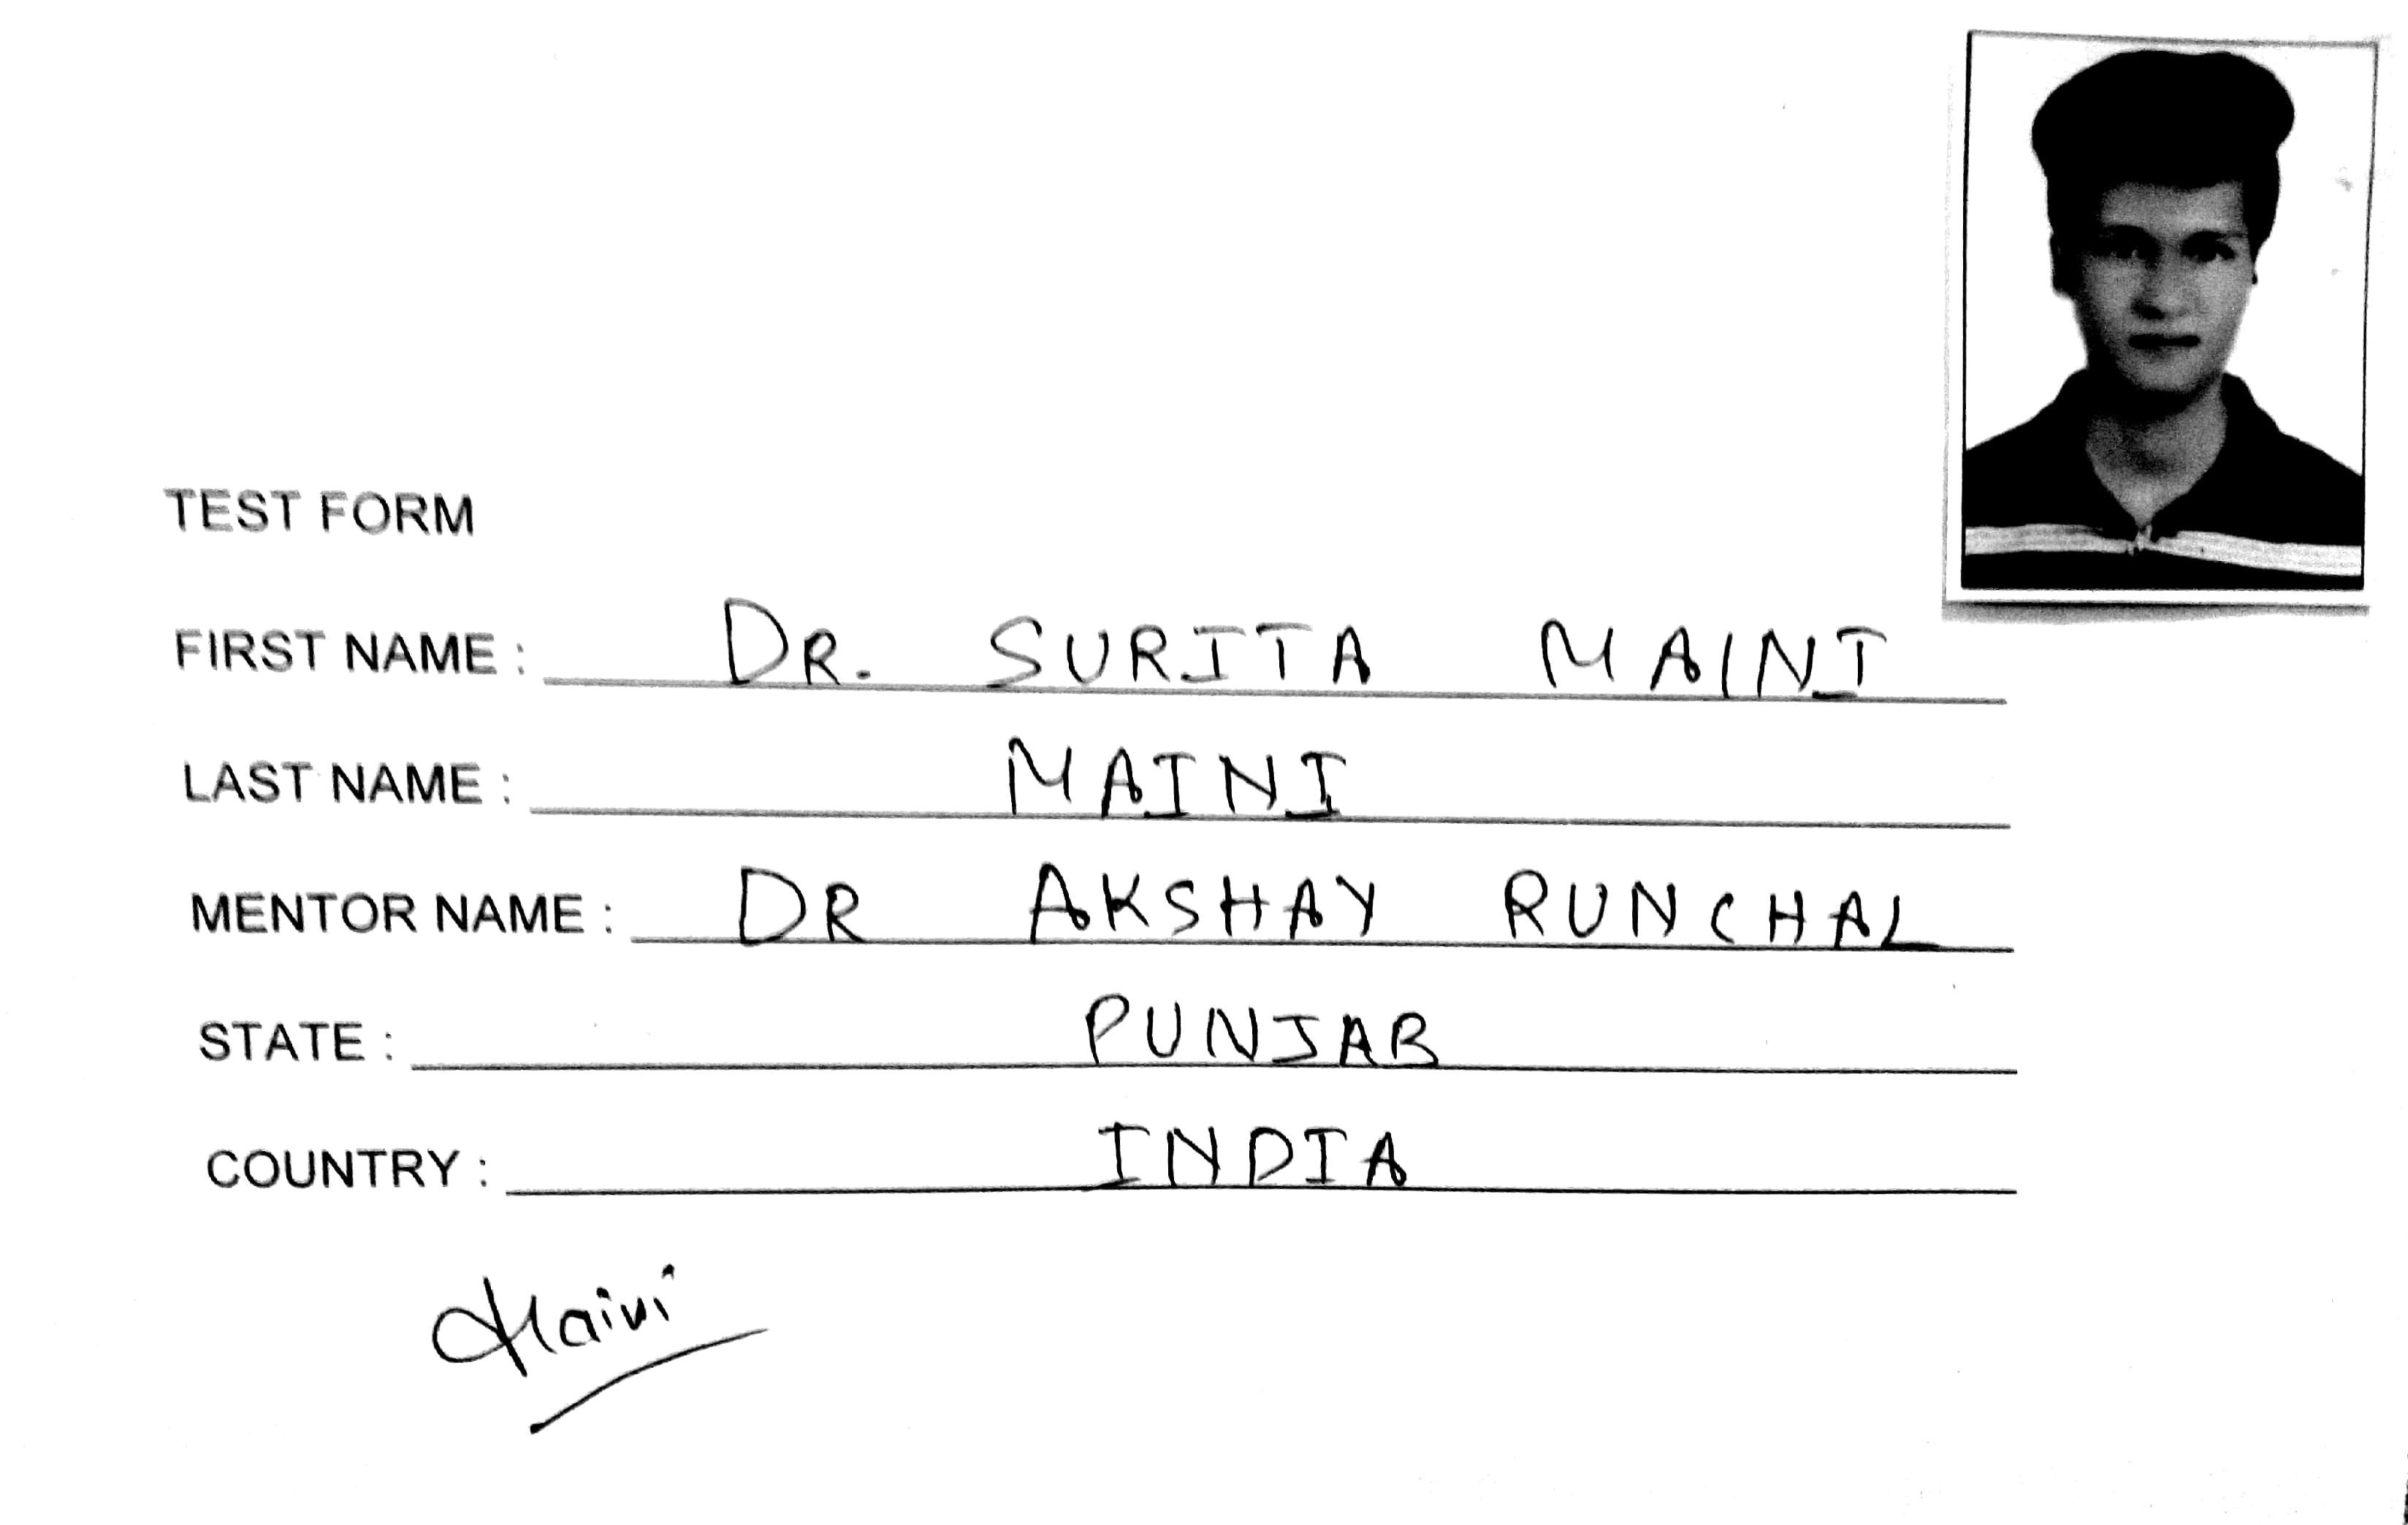 TEST FORM
FIRST NAME : DR. SURITA MAINI
LAST NAME : MAINI
MENTOR NAME : DR AKSHAY RUNCHAL
STATE : PUNJAB
COUNTRY : INDIA
Maini